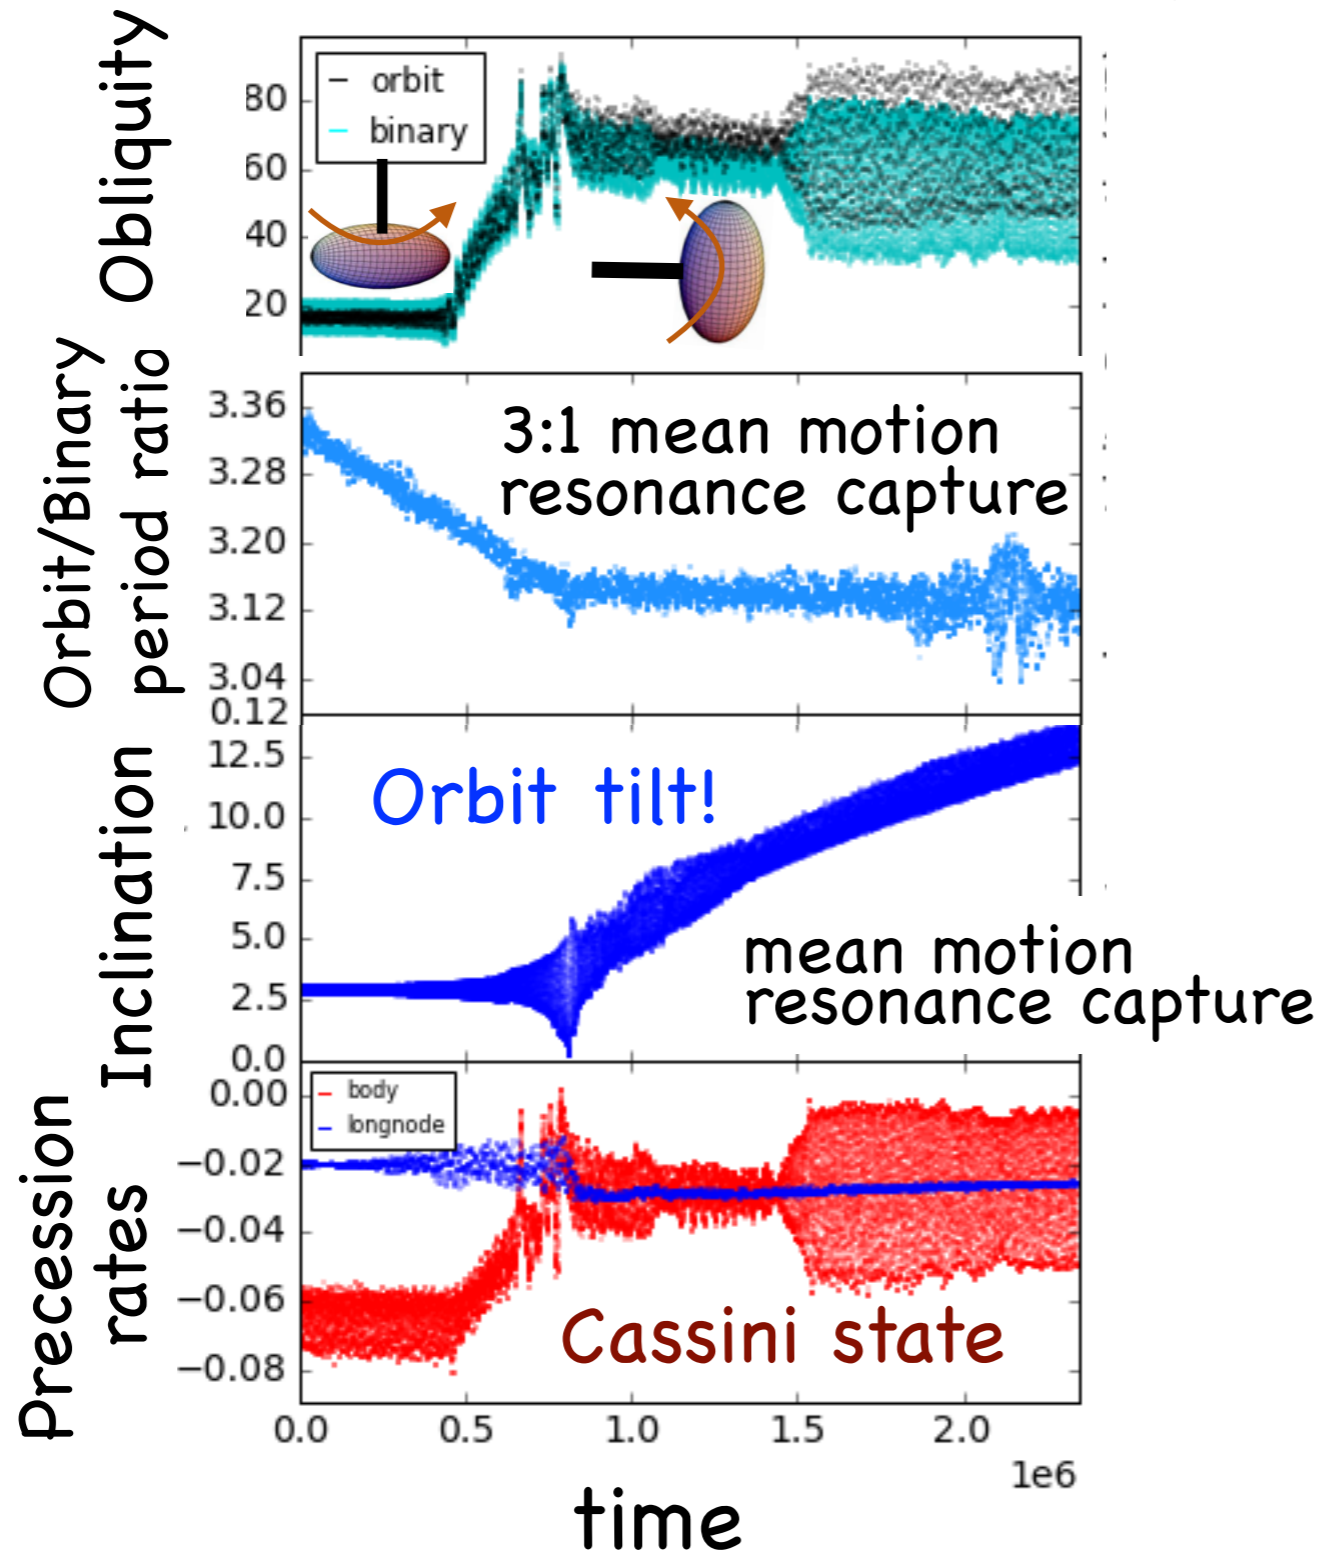 Obliquity
orbit
binary
80
60
40
20
Orbit/Binary
period ratio
3.36
3.28
3.20
3.12
3.04
0.12
3:1 mean motion
resonance capture
Inclination
12.5
10.0
7.5
5.0
2.5
0.0
Orbit tilt!
mean motion
resonance capture
Precession
rates
body
longnode
0.00
−0.02
−0.04
−0.06
−0.08
Cassini state
0.0 0.5 1.0 1.5 2.0
1e6
time